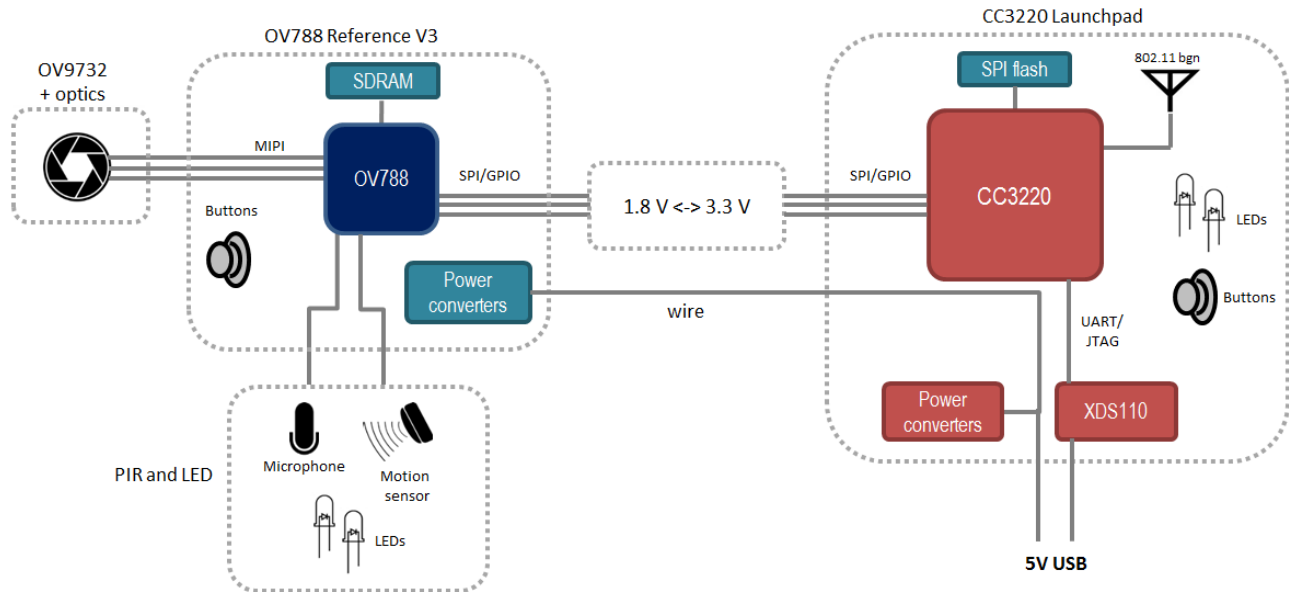 CC3220 Launchpad
OV788 Reference V3
OV9732
+ optics
SDRAM
SPI flash
802.11 bgn
MIPI
OV788
SPI/GPIO
1.8 V <-> 3.3 V
SPI/GPIO
CC3220
Buttons
LEDs
Power
converters
wire
Buttons
UART/
JTAG
Power
converters
XDS110
PIR and LED
Microphone
Motion
sensor
LEDs
5V USB